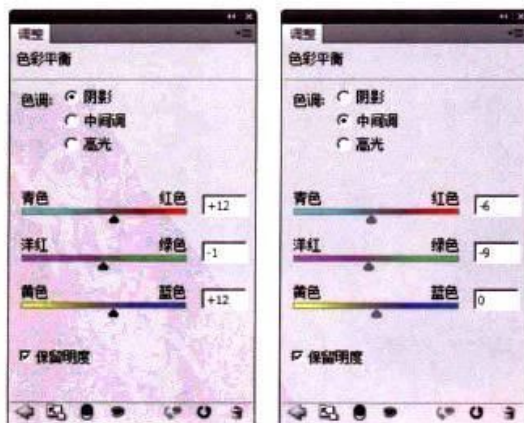 调整
色彩平衡
色调: 阴影
中间调
高光
青色 红色 +12
洋红 绿色 -1
黄色 蓝色 +12
保留明度
调整
色彩平衡
色调: 阴影
中间调
高光
青色 红色 -6
洋红 绿色 -9
黄色 蓝色 0
保留明度